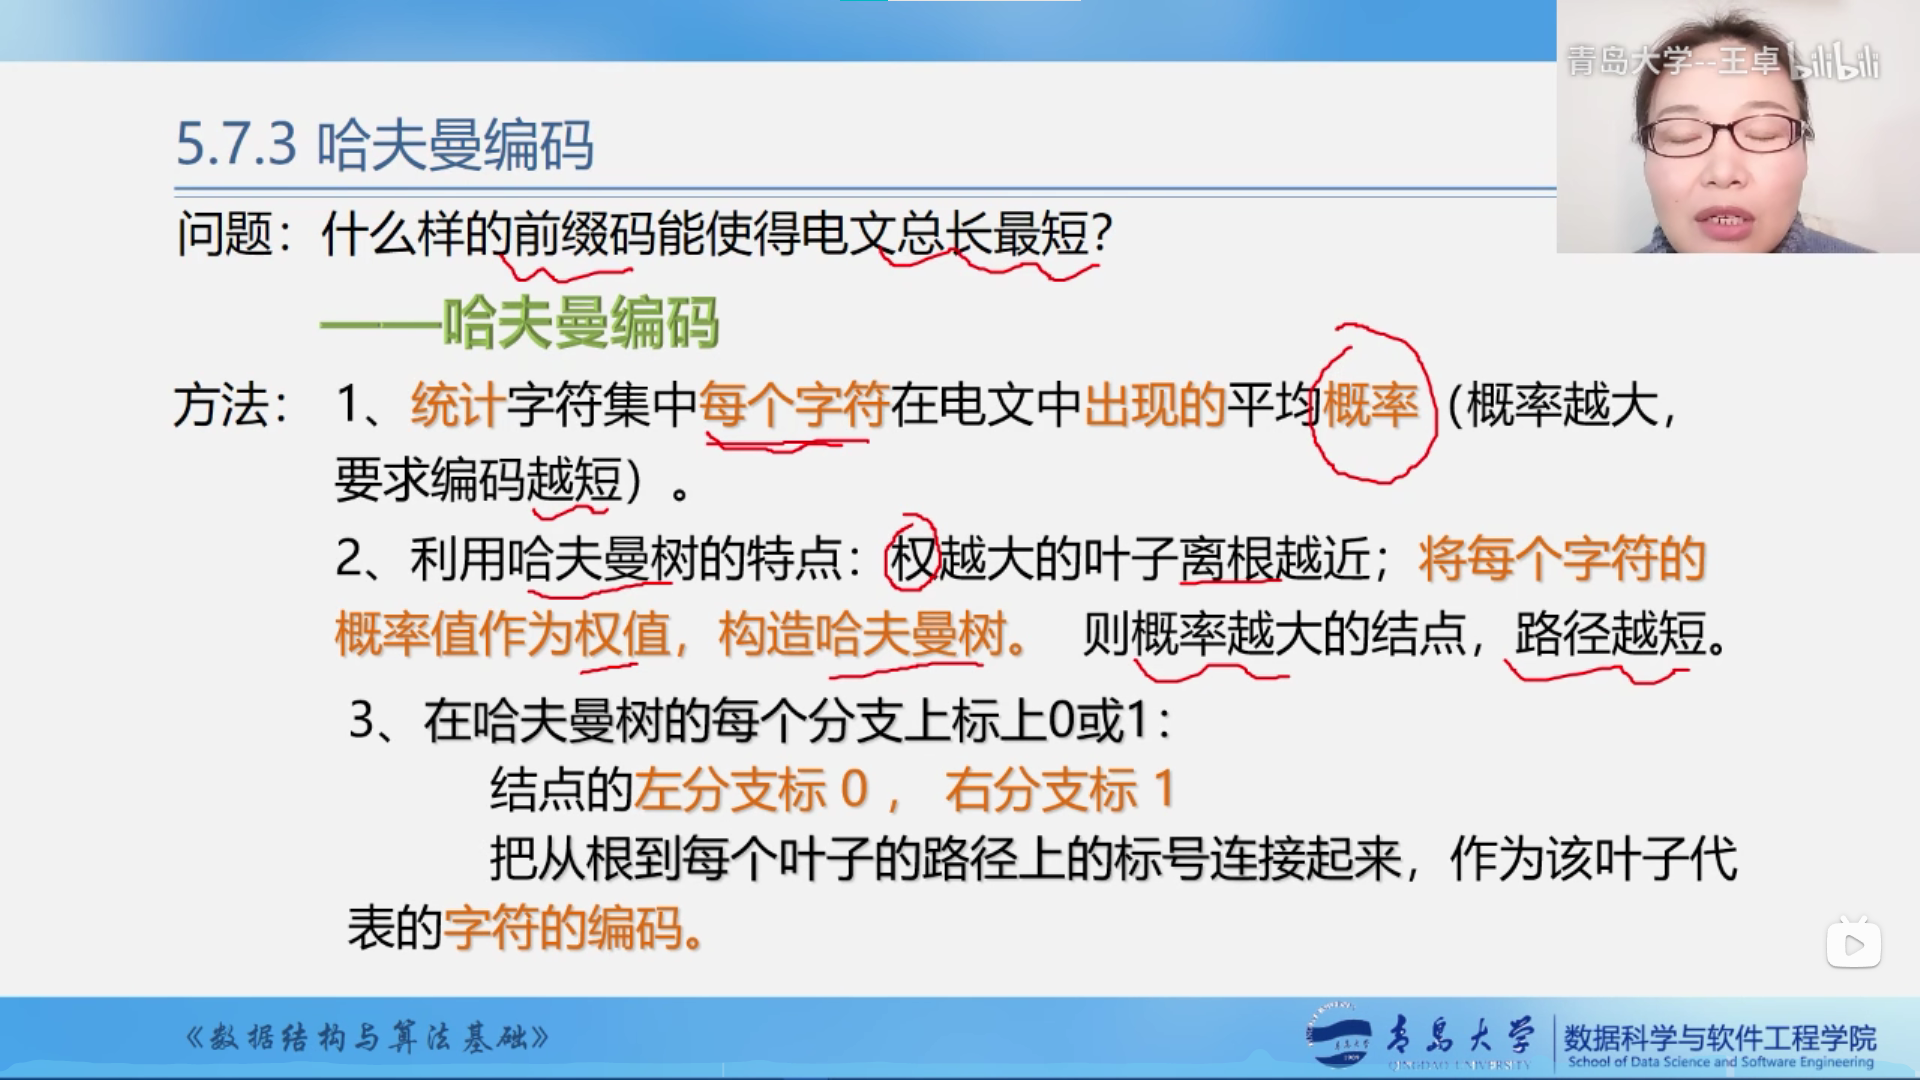 青岛大学--王卓 bilibili
5.7.3 哈夫曼编码
问题：什么样的前缀码能使得电文总长最短？
——哈夫曼编码
方法： 1、统计字符集中每个字符在电文中出现的平均概率（概率越大，
要求编码越短）。
2、利用哈夫曼树的特点：权越大的叶子离根越近；将每个字符的
概率值作为权值，构造哈夫曼树。 则概率越大的结点，路径越短。
3、在哈夫曼树的每个分支上标上0或1：
结点的左分支标 0 ， 右分支标 1
把从根到每个叶子的路径上的标号连接起来，作为该叶子代
表的字符的编码。
《数据结构与算法基础》
青岛大学
QINGDAO UNIVERSITY
数据科学与软件工程学院
School of Data Science and Software Engineering